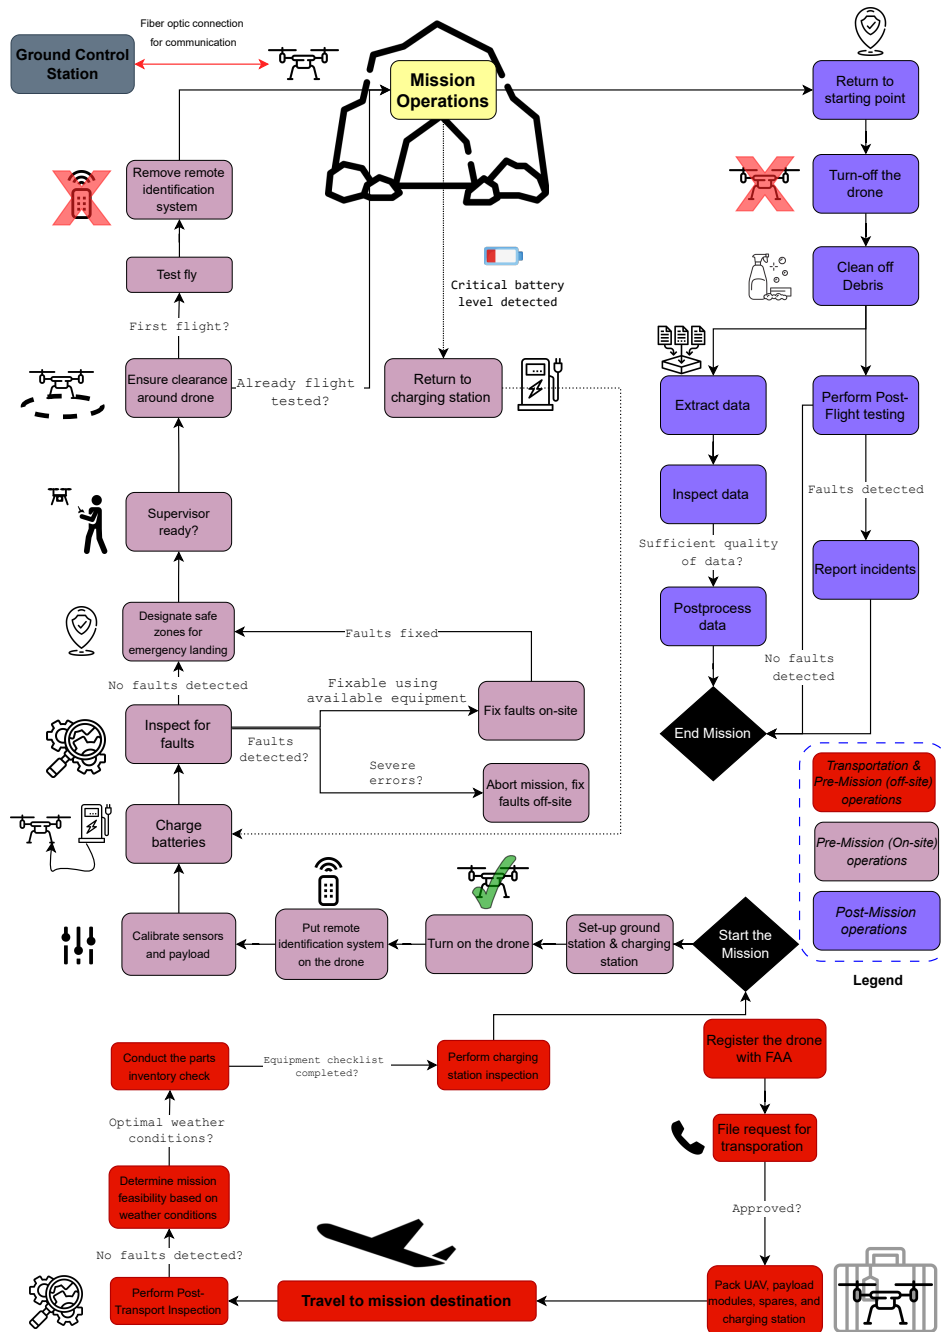 Fiber optic connection
for communication
Ground Control
Station
Mission
Operations
Return to
starting point
Remove remote
identification
system
Turn-off the
drone
Test fly
Clean off
Debris
Critical battery
level detected
First flight?
Ensure clearance
around drone
Already flight
tested?
Return to
charging station
Extract data
Perform Post-
Flight testing
Inspect data
Faults detected
Supervisor
ready?
Sufficient quality
of data?
Report incidents
Designate safe
zones for
emergency landing
Faults fixed
Postprocess
data
No faults
detected
No faults detected
Fixable using
available equipment
Inspect for
faults
Faults
detected?
Fix faults on-site
End Mission
Severe
errors?
Abort mission, fix
faults off-site
Transportation &
Pre-Mission (off-site)
operations
Charge
batteries
Pre-Mission (On-site)
operations
Post-Mission
operations
Legend
Calibrate sensors
and payload
Put remote
identification system
on the drone
Turn on the drone
Set-up ground
station & charging
station
Start the
Mission
Register the drone
with FAA
Conduct the parts
inventory check
Equipment checklist
completed?
Perform charging
station inspection
File request for
transporation
Optimal weather
conditions?
Determine mission
feasibility based on
weather conditions
Approved?
No faults detected?
Perform Post-
Transport Inspection
Travel to mission destination
Pack UAV, payload
modules, spares, and
charging station